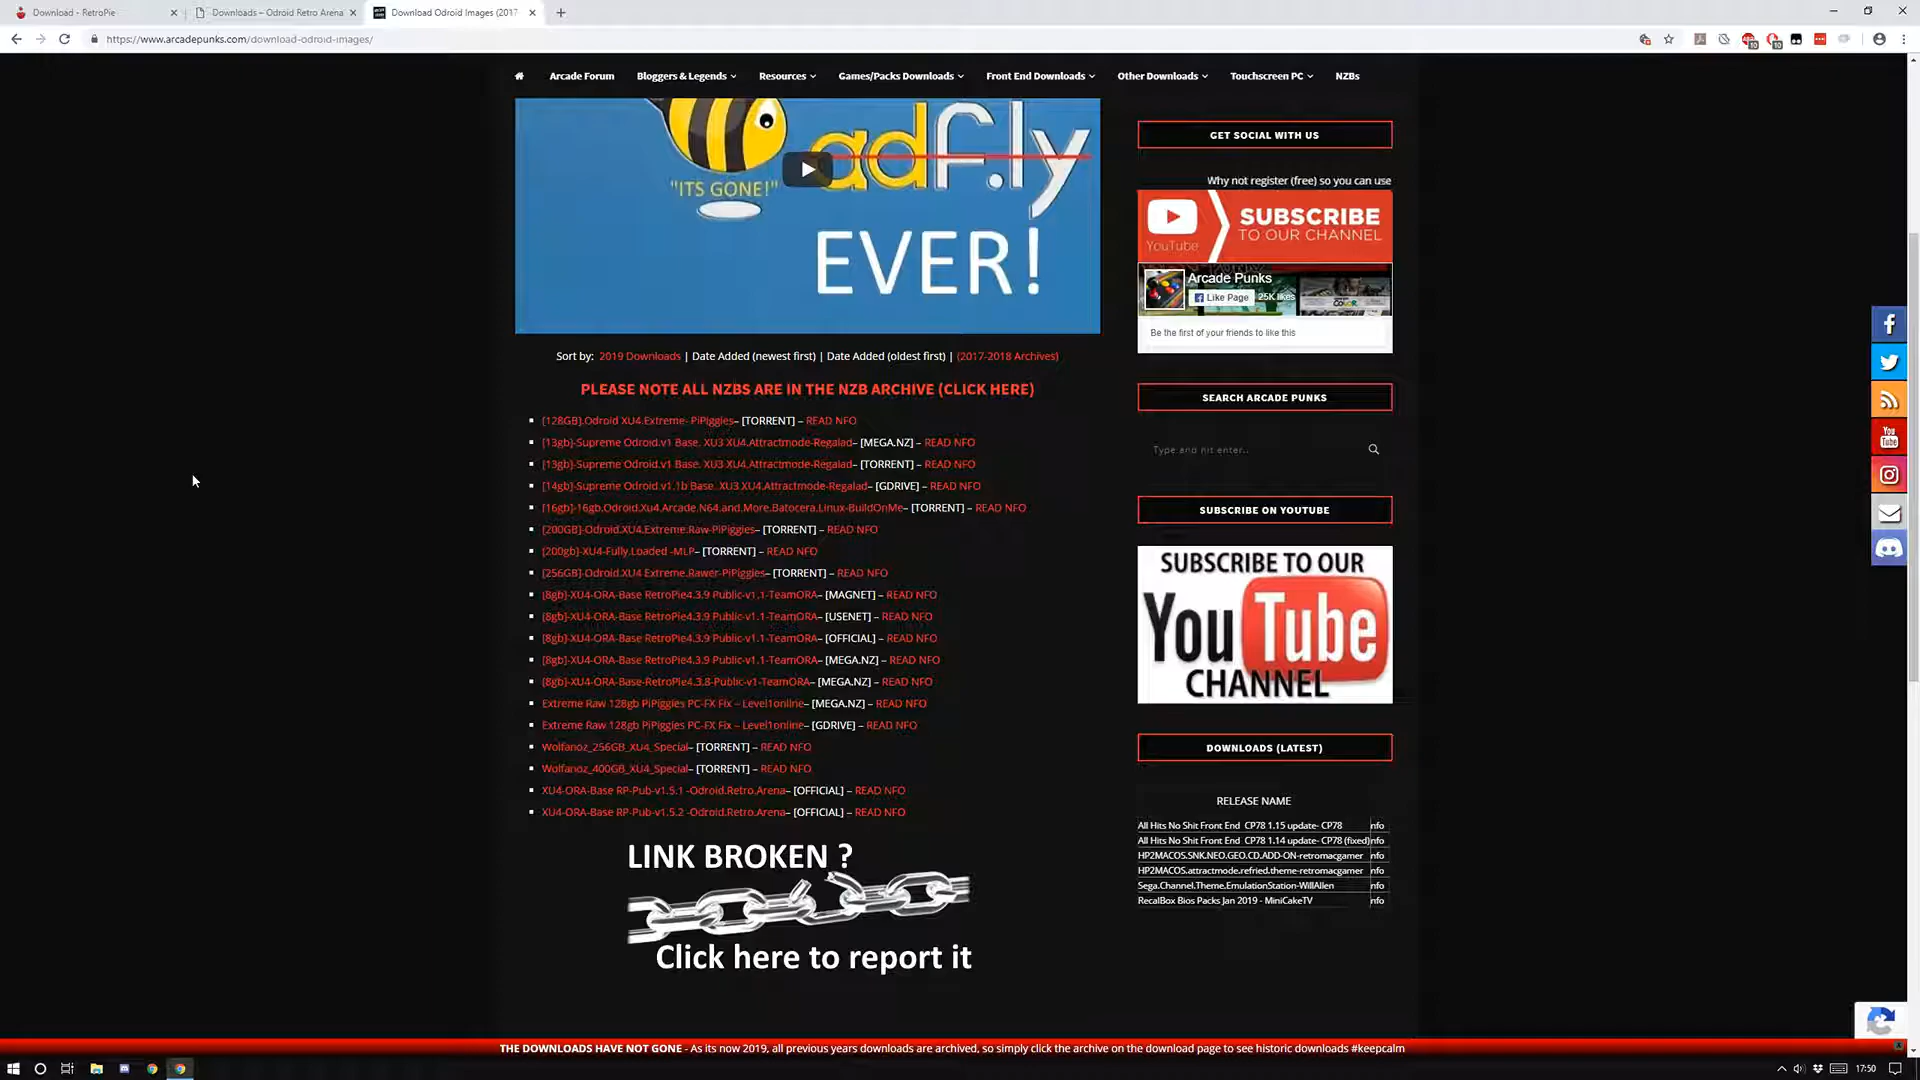 Download - RetroPie
Downloads – Odroid Retro Arena
Download Odroid Images (2017
https://www.arcadepunks.com/download-odroid-images/
Arcade Forum
Bloggers & Legends
Resources
Games/Packs Downloads
Front End Downloads
Other Downloads
Touchscreen PC
NZBs
adf.ly
"ITS GONE!"
EVER!
Sort by: 2019 Downloads | Date Added (newest first) | Date Added (oldest first) | (2017-2018 Archives)
PLEASE NOTE ALL NZBS ARE IN THE NZB ARCHIVE (CLICK HERE)
[128GB].Odroid XU4.Extreme- PiPiggies– [TORRENT] – READ NFO
[13gb]-Supreme Odroid.v1 Base. XU3 XU4.Attractmode-Regalad– [MEGA.NZ] – READ NFO
[13gb]-Supreme Odroid.v1 Base. XU3 XU4.Attractmode-Regalad– [TORRENT] – READ NFO
[14gb]-Supreme Odroid.v1.1b Base. XU3 XU4.Attractmode-Regalad– [GDRIVE] – READ NFO
[16gb]-16gb.Odroid.Xu4.Arcade.N64.and.More.Batocera.Linux-BuildOnMe– [TORRENT] – READ NFO
[200GB]-Odroid.XU4.Extreme.Raw-PiPiggies– [TORRENT] – READ NFO
[200gb]-XU4-Fully.Loaded -MLP– [TORRENT] – READ NFO
[256GB]-Odroid.XU4 Extreme.Rawer-PiPiggies– [TORRENT] – READ NFO
[8gb]-XU4-ORA-Base RetroPie4.3.9 Public-v1.1-TeamORA– [MAGNET] – READ NFO
[8gb]-XU4-ORA-Base RetroPie4.3.9 Public-v1.1-TeamORA– [USENET] – READ NFO
[8gb]-XU4-ORA-Base RetroPie4.3.9 Public-v1.1-TeamORA– [OFFICIAL] – READ NFO
[8gb]-XU4-ORA-Base RetroPie4.3.9 Public-v1.1-TeamORA– [MEGA.NZ] – READ NFO
[8gb]-XU4-ORA-Base-RetroPie4.3.8-Public-v1-TeamORA– [MEGA.NZ] – READ NFO
Extreme Raw 128gb PiPiggies PC-FX Fix – Level1online– [MEGA.NZ] – READ NFO
Extreme Raw 128gb PiPiggies PC-FX Fix – Level1online– [GDRIVE] – READ NFO
Wolfanoz_256GB_XU4_Special– [TORRENT] – READ NFO
Wolfanoz_400GB_XU4_Special– [TORRENT] – READ NFO
XU4-ORA-Base RP-Pub-v1.5.1 -Odroid.Retro.Arena– [OFFICIAL] – READ NFO
XU4-ORA-Base RP-Pub-v1.5.2 -Odroid.Retro.Arena– [OFFICIAL] – READ NFO
LINK BROKEN ?
Click here to report it
GET SOCIAL WITH US
Why not register (free) so you can use
YouTube
SUBSCRIBE
TO OUR CHANNEL
Arcade Punks
Like Page
25K likes
Be the first of your friends to like this
SEARCH ARCADE PUNKS
Type and hit enter..
SUBSCRIBE ON YOUTUBE
SUBSCRIBE TO OUR
YouTube
CHANNEL
DOWNLOADS (LATEST)
RELEASE NAME
All Hits No Shit Front End CP78 1.15 update- CP78 nfo
All Hits No Shit Front End CP78 1.14 update- CP78 (fixed) nfo
HP2MACOS.SNK.NEO.GEO.CD.ADD-ON-retromacgamer nfo
HP2MACOS.attractmode.refried.theme-retromacgamer nfo
Sega.Channel.Theme.EmulationStation-WillAllen nfo
RecalBox Bios Packs Jan 2019 - MiniCakeTV nfo
You
Tube
THE DOWNLOADS HAVE NOT GONE - As its now 2019, all previous years downloads are archived, so simply click the archive on the download page to see historic downloads #keepcalm
17:50